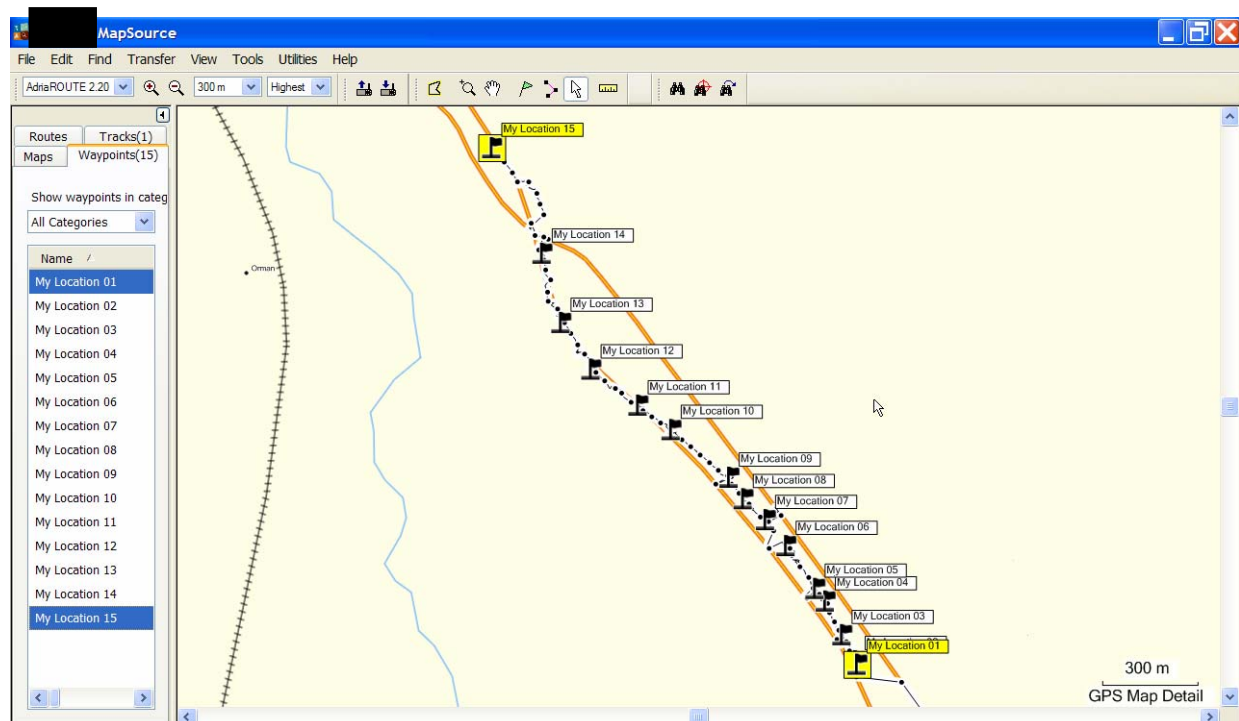 MapSource
File Edit Find Transfer View Tools Utilities Help
AdriaROUTE 2.20 300 m Highest
Routes Tracks(1)
Maps Waypoints(15)
Show waypoints in categ
All Categories
Name
My Location 01
My Location 02
My Location 03
My Location 04
My Location 05
My Location 06
My Location 07
My Location 08
My Location 09
My Location 10
My Location 11
My Location 12
My Location 13
My Location 14
My Location 15
My Location 15
My Location 14
Orman
My Location 13
My Location 12
My Location 11
My Location 10
My Location 09
My Location 08
My Location 07
My Location 06
My Location 05
My Location 04
My Location 03
My Location 01
300 m
GPS Map Detail